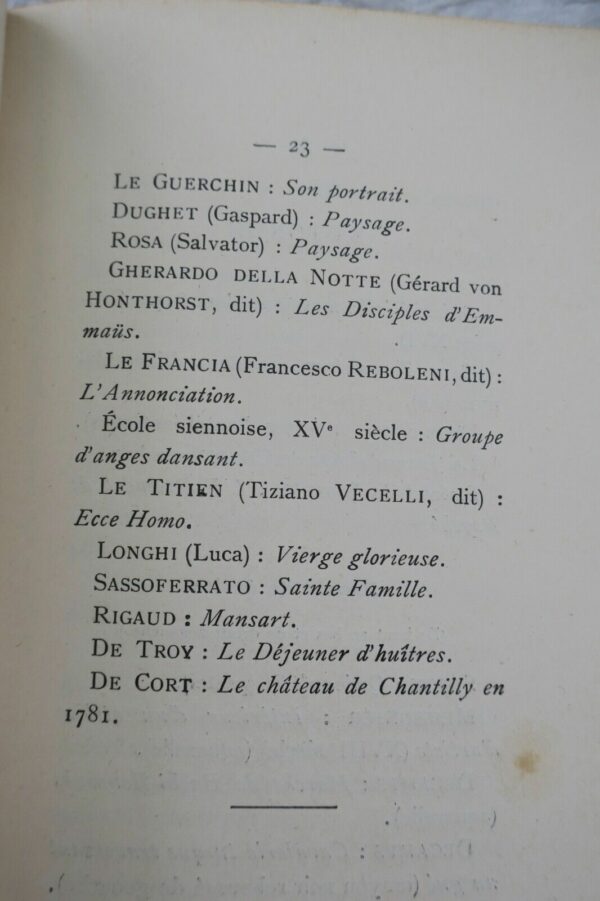 — 23 —
LE GUERCHIN : Son portrait.
DUGHET (Gaspard) : Paysage.
ROSA (Salvator) : Paysage.
GHERARDO DELLA NOTTE (Gérard von
HONTHORST, dit) : Les Disciples d'Em-
maüs.
LE FRANCIA (Francesco REBOLENI, dit) :
L'Annonciation.
École siennoise, XVe siècle : Groupe
d'anges dansant.
LE TITIEN (Tiziano VECELLI, dit) :
Ecce Homo.
LONGHI (Luca) : Vierge glorieuse.
SASSOFERRATO : Sainte Famille.
RIGAUD : Mansart.
DE TROY : Le Déjeuner d'huîtres.
DE CORT : Le château de Chantilly en
1781.